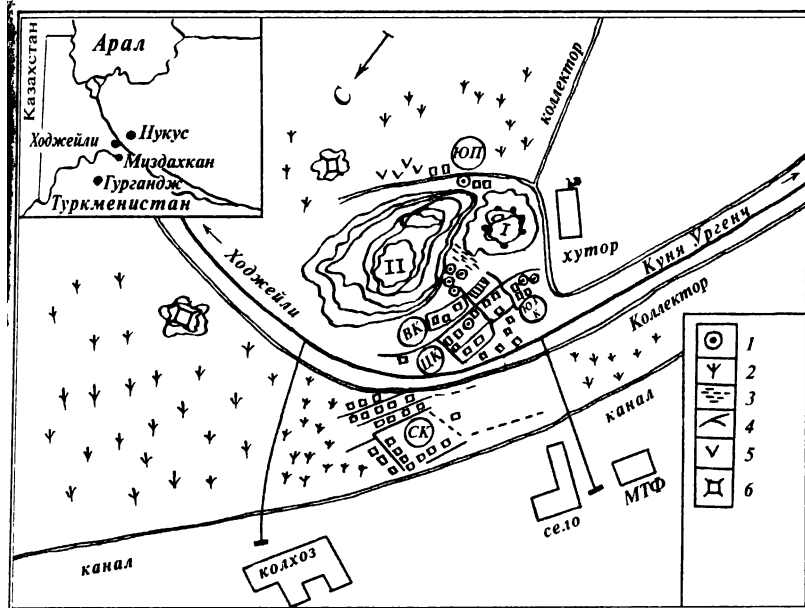 Казахстан
Арал
Ходжейли
Нукус
Миздахкан
Гургандж
Туркменистан
С
коллектор
ЮП
I
II
хутор
Ходжейли
Куня Ургенч
Коллектор
ВК
ЦК
СК
канал
канал
колхоз
село
МТФ
1
2
3
4
5
6